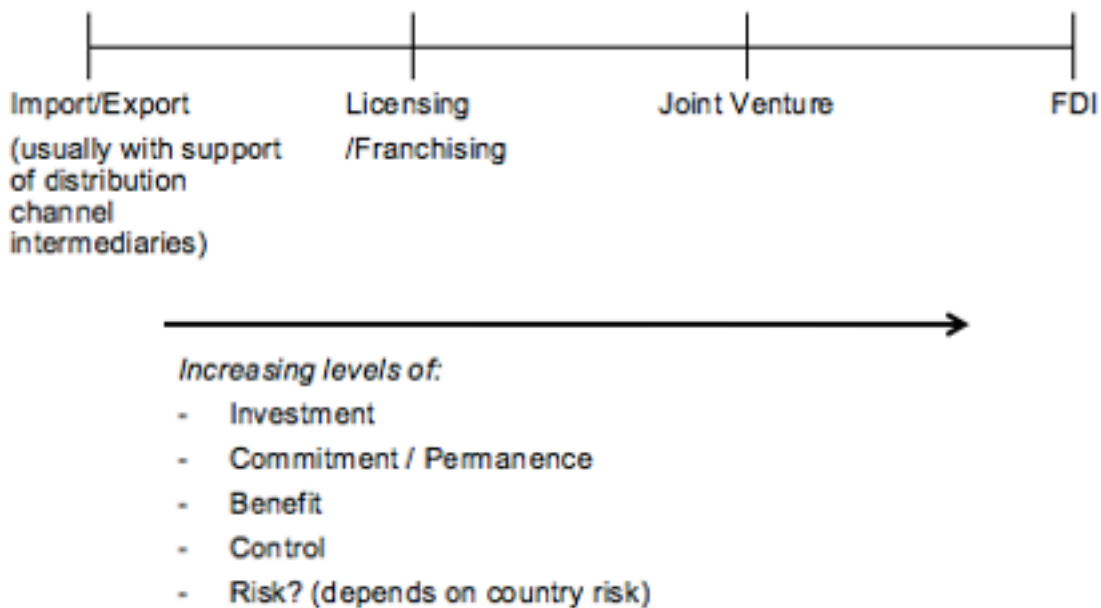 Import/Export
(usually with support
of distribution
channel
intermediaries)
Licensing
/Franchising
Joint Venture
FDI
Increasing levels of:
- Investment
- Commitment / Permanence
- Benefit
- Control
- Risk? (depends on country risk)